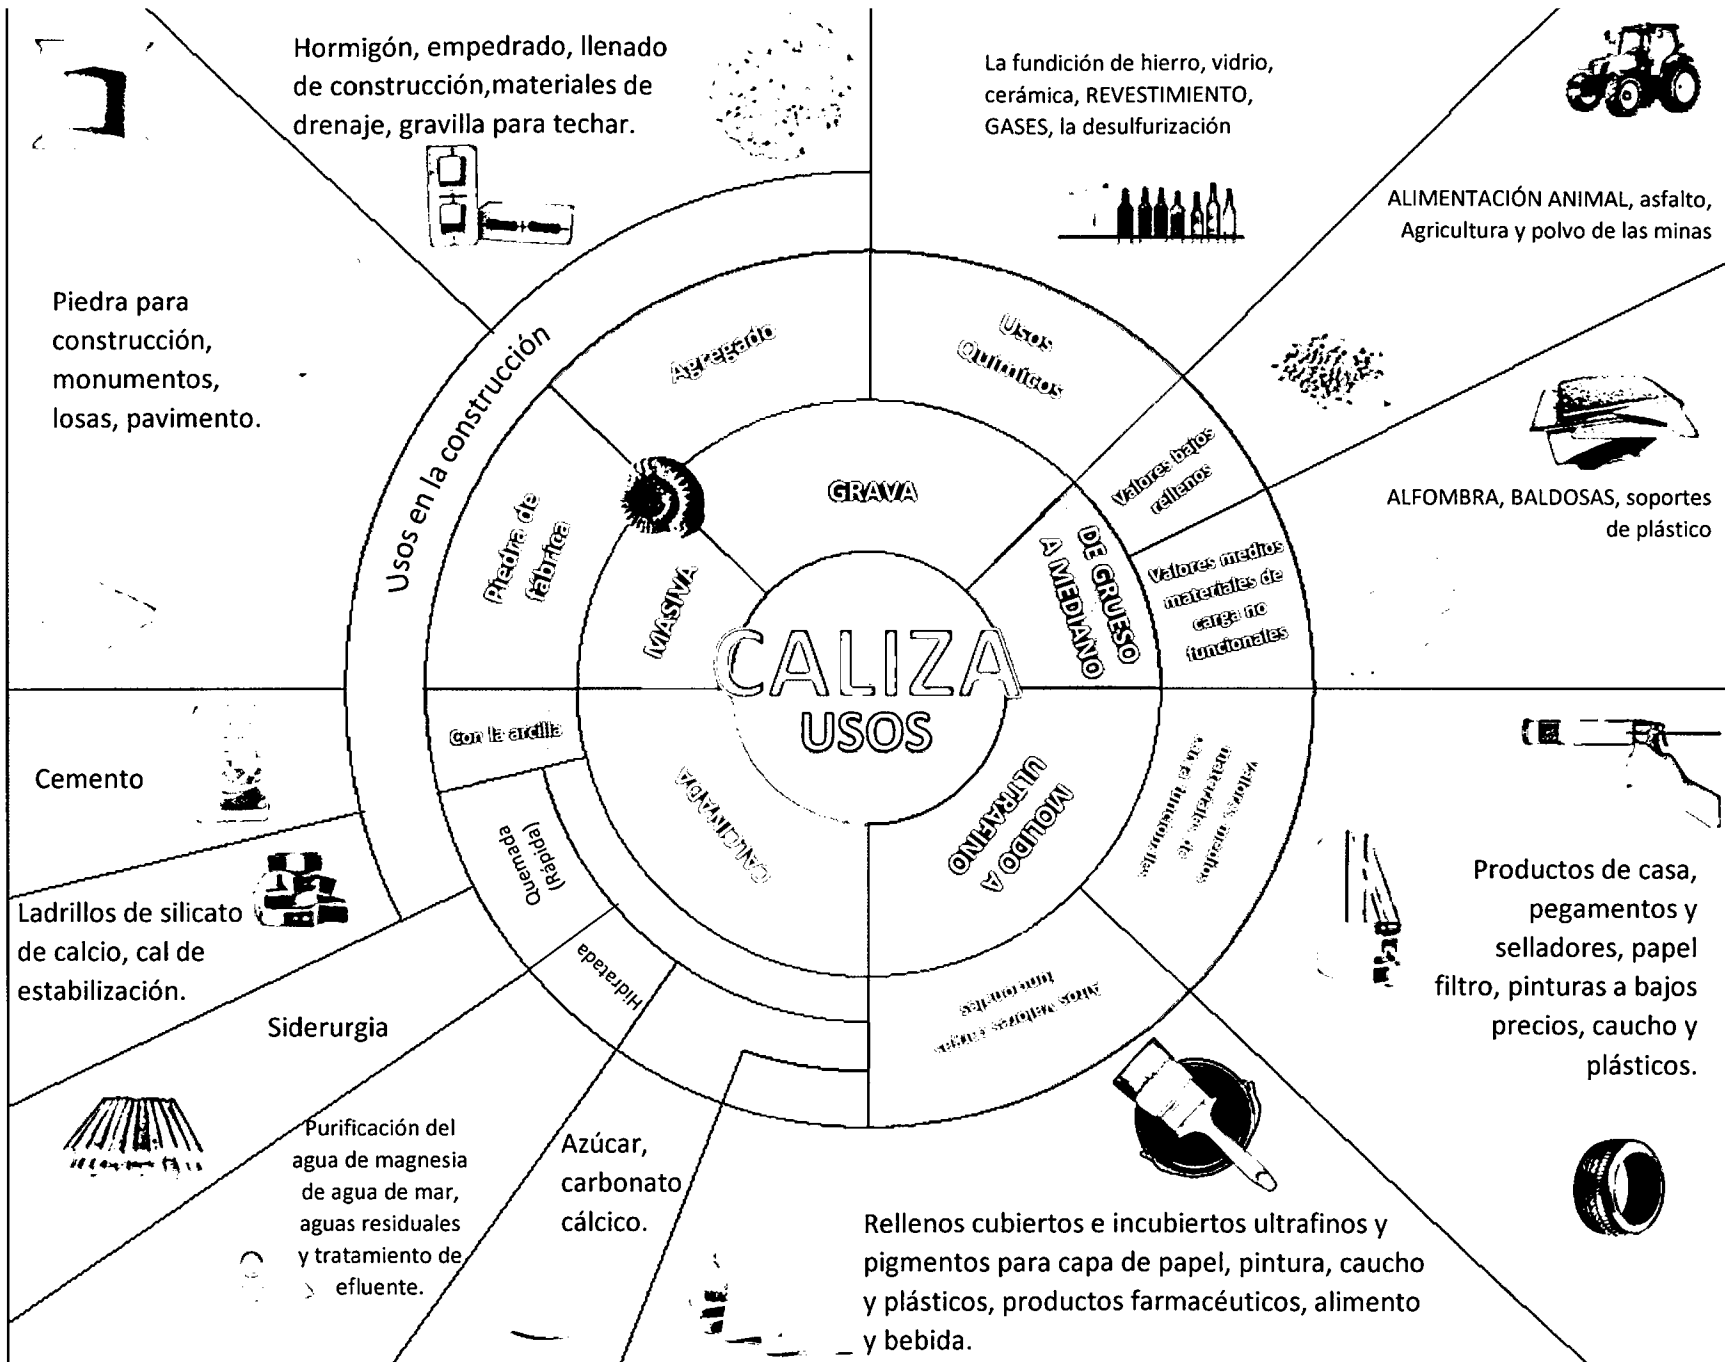 Hormigón, empedrado, llenado
de construcción,materiales de
drenaje, gravilla para techar.
La fundición de hierro, vidrio,
cerámica, REVESTIMIENTO,
GASES, la desulfurización
ALIMENTACIÓN ANIMAL, asfalto,
Agricultura y polvo de las minas
Piedra para
construcción,
monumentos,
losas, pavimento.
Usos en la construcción
Agregado
Usos
Químicos
Valores bajos
rellenos
ALFOMBRA, BALDOSAS, soportes
de plástico
Piedra de
fábrica
MASIVA
GRAVA
DE GRUESO
A MEDIANO
Valores medios
materiales de
carga no
funcionales
CALIZA
USOS
Con la arcilla
CALCINADA
MOLIDO A
ULTRAFINO
Valores medios
materiales de
carga funcionales
Cemento
Quemada
(Rápida)
Hidratada
Altos valores cargas
funcionales
Productos de casa,
pegamentos y
selladores, papel
filtro, pinturas a bajos
precios, caucho y
plásticos.
Ladrillos de silicato
de calcio, cal de
estabilización.
Siderurgia
Purificación del
agua de magnesia
de agua de mar,
aguas residuales
y tratamiento de
efluente.
Azúcar,
carbonato
cálcico.
Rellenos cubiertos e incubiertos ultrafinos y
pigmentos para capa de papel, pintura, caucho
y plásticos, productos farmacéuticos, alimento
y bebida.